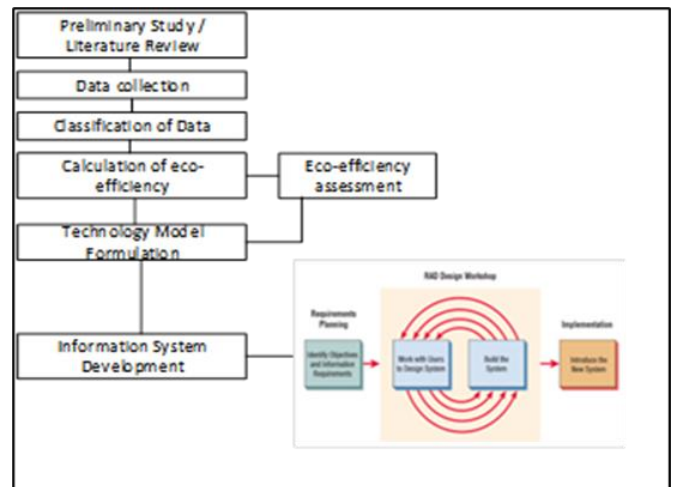 Preliminary Study /
Literature Review
Data collection
Classification of Data
Calculation of eco-
efficiency
Eco-efficiency
assessment
Technology Model
Formulation
Information System
Development
RAD Design Workshop
Requirements
Planning
Implementation
Identify Objectives
and Information
Requirements
Work with Users
to Design System
Build the
System
Introduce the
New System